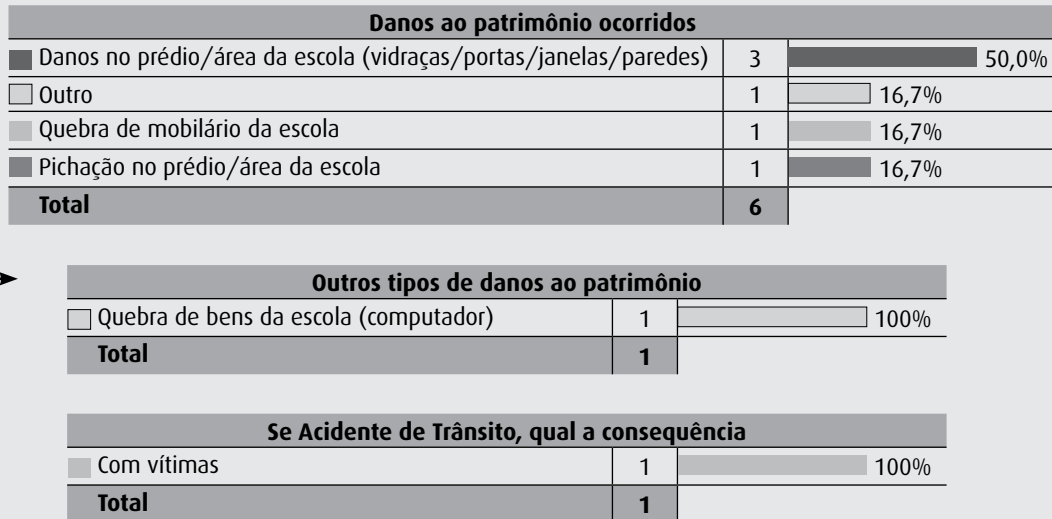 Danos ao patrimônio ocorridos
Danos no prédio/área da escola (vidraças/portas/janelas/paredes) 3 50,0%
Outro 1 16,7%
Quebra de mobilário da escola 1 16,7%
Pichação no prédio/área da escola 1 16,7%
Total 6
Outros tipos de danos ao patrimônio
Quebra de bens da escola (computador) 1 100%
Total 1
Se Acidente de Trânsito, qual a consequência
Com vítimas 1 100%
Total 1